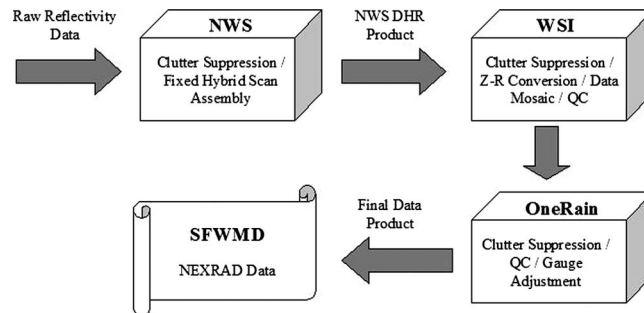 Raw Reflectivity
Data
NWS
Clutter Suppression /
Fixed Hybrid Scan
Assembly
NWS DHR
Product
WSI
Clutter Suppression /
Z-R Conversion / Data
Mosaic / QC
OneRain
Clutter Suppression /
QC / Gauge
Adjustment
Final Data
Product
SFWMD
NEXRAD Data